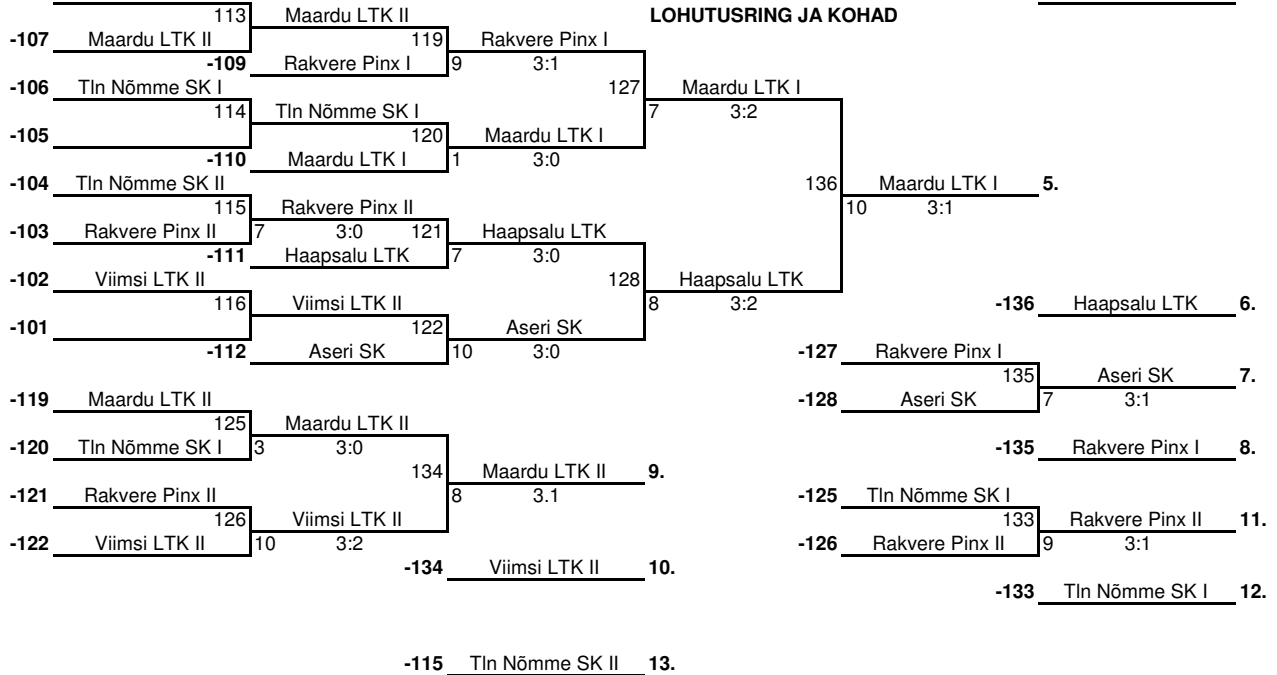 113 Maardu LTK II LOHUTUSRING JA KOHAD
-107 Maardu LTK II 119 Rakvere Pinx I
-109 Rakvere Pinx I 9 3:1
-106 Tln Nõmme SK I 127 Maardu LTK I
114 Tln Nõmme SK I 7 3:2
-105 120 Maardu LTK I
-110 Maardu LTK I 1 3:0
-104 Tln Nõmme SK II 136 Maardu LTK I 5.
115 Rakvere Pinx II 10 3:1
-103 Rakvere Pinx II 7 3:0 121 Haapsalu LTK
-111 Haapsalu LTK 7 3:0
-102 Viimsi LTK II 128 Haapsalu LTK
116 Viimsi LTK II 8 3:2 -136 Haapsalu LTK 6.
-101 122 Aseri SK
-112 Aseri SK 10 3:0 -127 Rakvere Pinx I
135 Aseri SK 7.
-119 Maardu LTK II -128 Aseri SK 7 3:1
125 Maardu LTK II
-120 Tln Nõmme SK I 3 3:0 -135 Rakvere Pinx I 8.
134 Maardu LTK II 9.
-121 Rakvere Pinx II 8 3.1 -125 Tln Nõmme SK I
126 Viimsi LTK II 133 Rakvere Pinx II 11.
-122 Viimsi LTK II 10 3:2 -126 Rakvere Pinx II 9 3:1
-134 Viimsi LTK II 10.
-133 Tln Nõmme SK I 12.
-115 Tln Nõmme SK II 13.